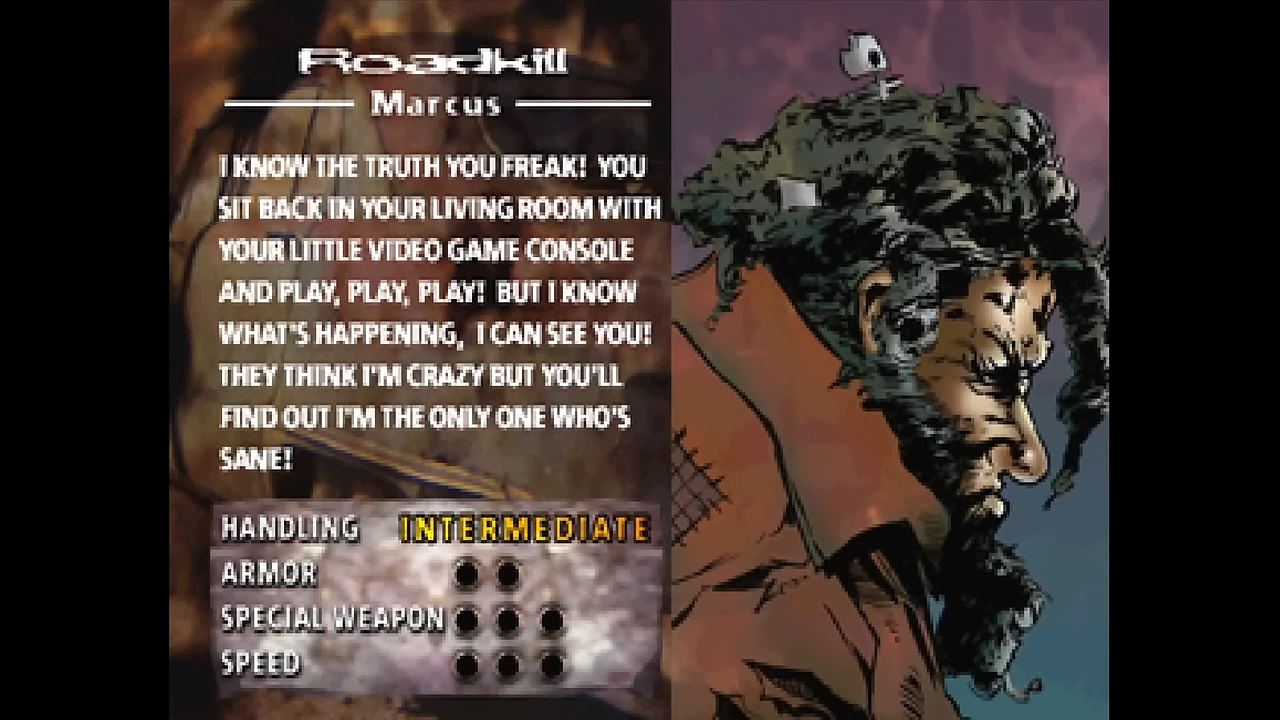 Roadkill
Marcus
I KNOW THE TRUTH YOU FREAK! YOU
SIT BACK IN YOUR LIVING ROOM WITH
YOUR LITTLE VIDEO GAME CONSOLE
AND PLAY, PLAY, PLAY! BUT I KNOW
WHAT'S HAPPENING, I CAN SEE YOU!
THEY THINK I'M CRAZY BUT YOU'LL
FIND OUT I'M THE ONLY ONE WHO'S
SANE!
HANDLING INTERMEDIATE
ARMOR
SPECIAL WEAPON
SPEED